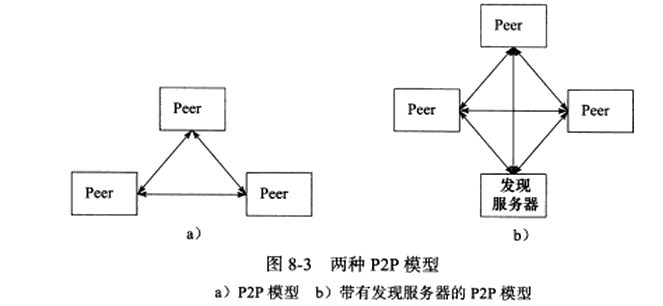 Peer
Peer
Peer
a）
Peer
Peer
Peer
发现
服务器
b）
图 8-3 两种 P2P 模型
a）P2P 模型 b）带有发现服务器的 P2P 模型